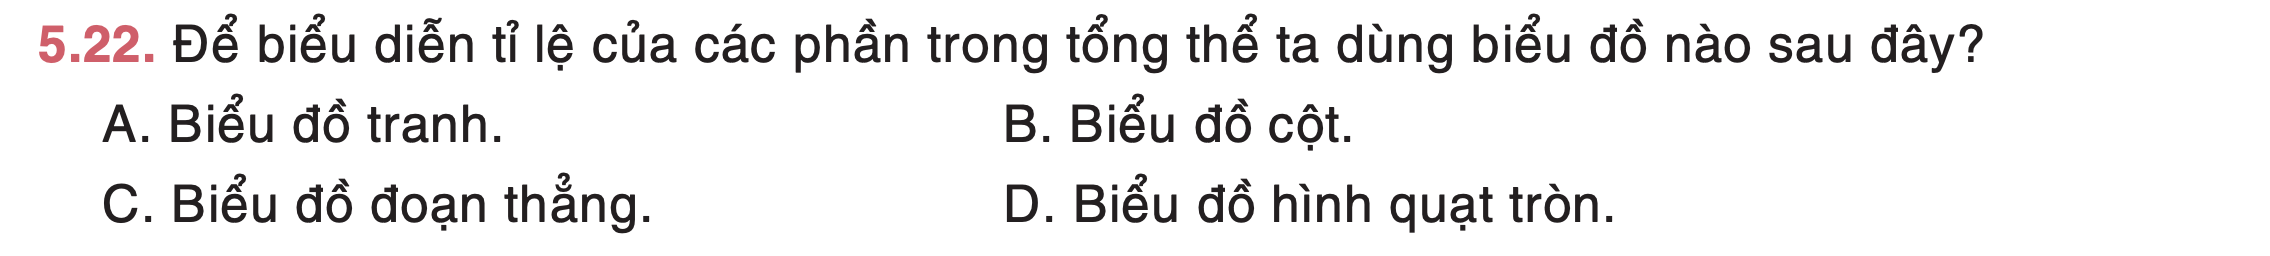 5.22. Để biểu diễn tỉ lệ của các phần trong tổng thể ta dùng biểu đồ nào sau đây?
A. Biểu đồ tranh. B. Biểu đồ cột.
C. Biểu đồ đoạn thẳng. D. Biểu đồ hình quạt tròn.